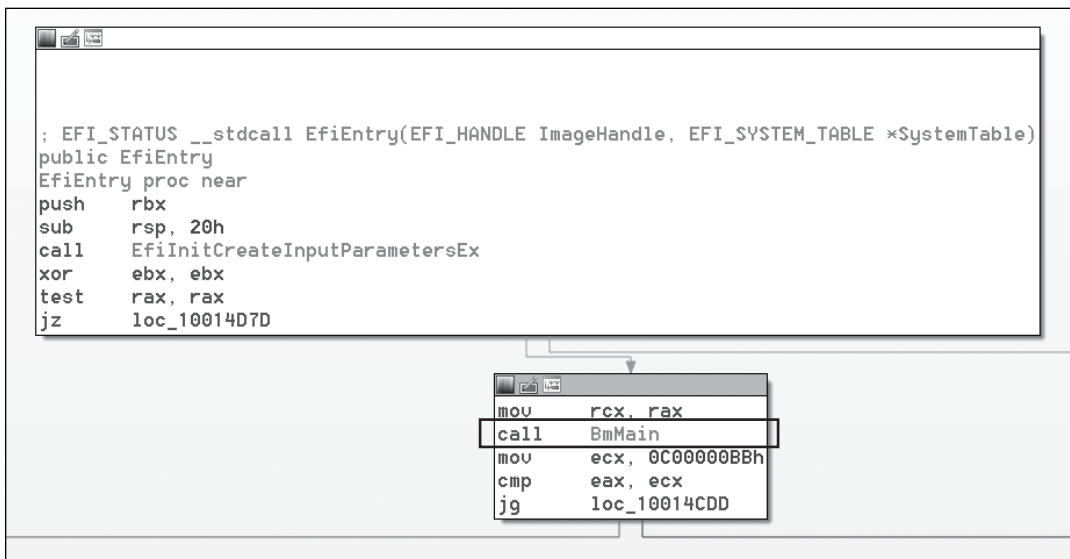 ; EFI_STATUS __stdcall EfiEntry(EFI_HANDLE ImageHandle, EFI_SYSTEM_TABLE *SystemTable)
public EfiEntry
EfiEntry proc near
push rbx
sub rsp, 20h
call EfiInitCreateInputParametersEx
xor ebx, ebx
test rax, rax
jz loc_10014D7D
mov rcx, rax
call BmMain
mov ecx, 0C00000BBh
cmp eax, ecx
jg loc_10014CDD